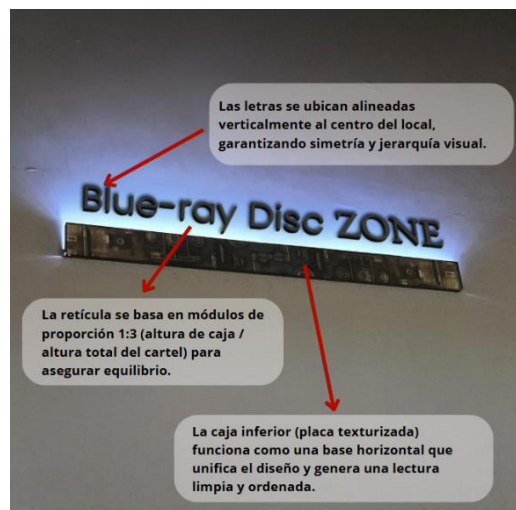 Las letras se ubican alineadas
verticalmente al centro del local,
garantizando simetría y jerarquía visual.
Blue-ray Disc ZONE
La retícula se basa en módulos de
proporción 1:3 (altura de caja /
altura total del cartel) para
asegurar equilibrio.
La caja inferior (placa texturizada)
funciona como una base horizontal que
unifica el diseño y genera una lectura
limpia y ordenada.